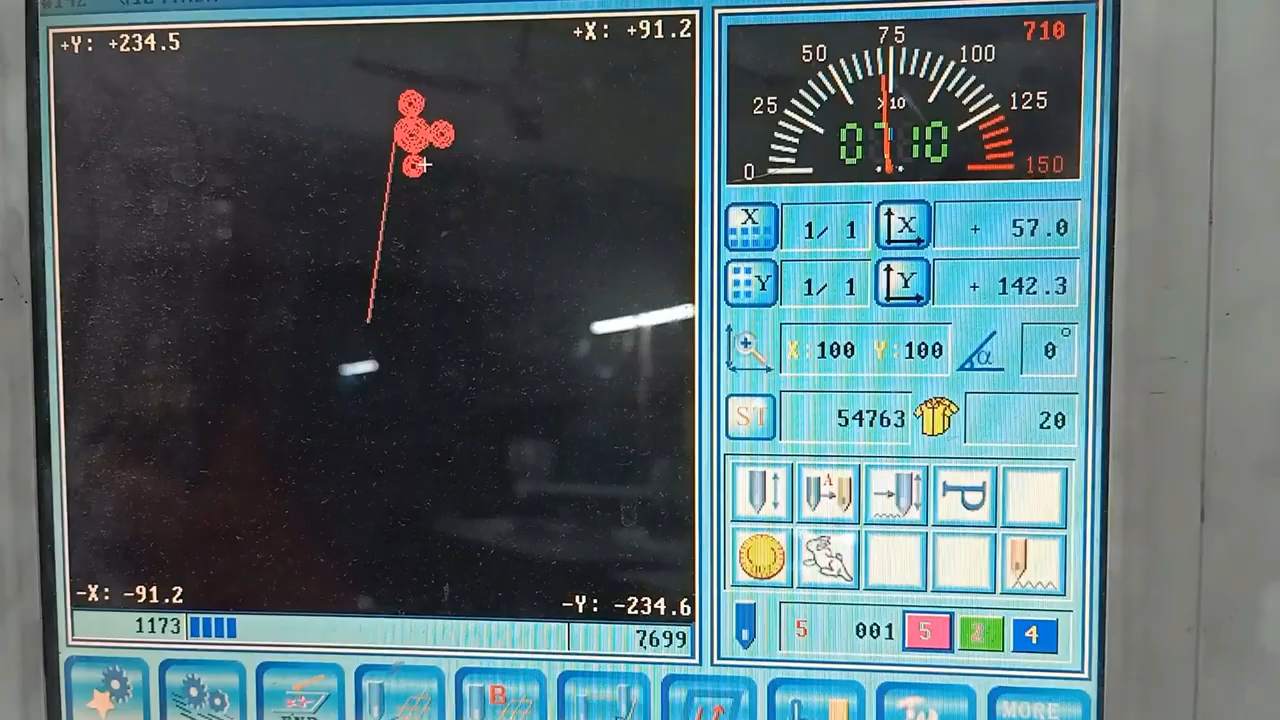 +Y: +234.5
+X: +91.2
-X: -91.2
-Y: -234.6
1173
7699
710
0
25
50
75
100
125
150
X10
0710
X
1/ 1
X
+ 57.0
Y
1/ 1
Y
+ 142.3
X:100 Y:100
α
0°
ST
54763
20
A
P
5
001
5
2
4
END
B
MORE